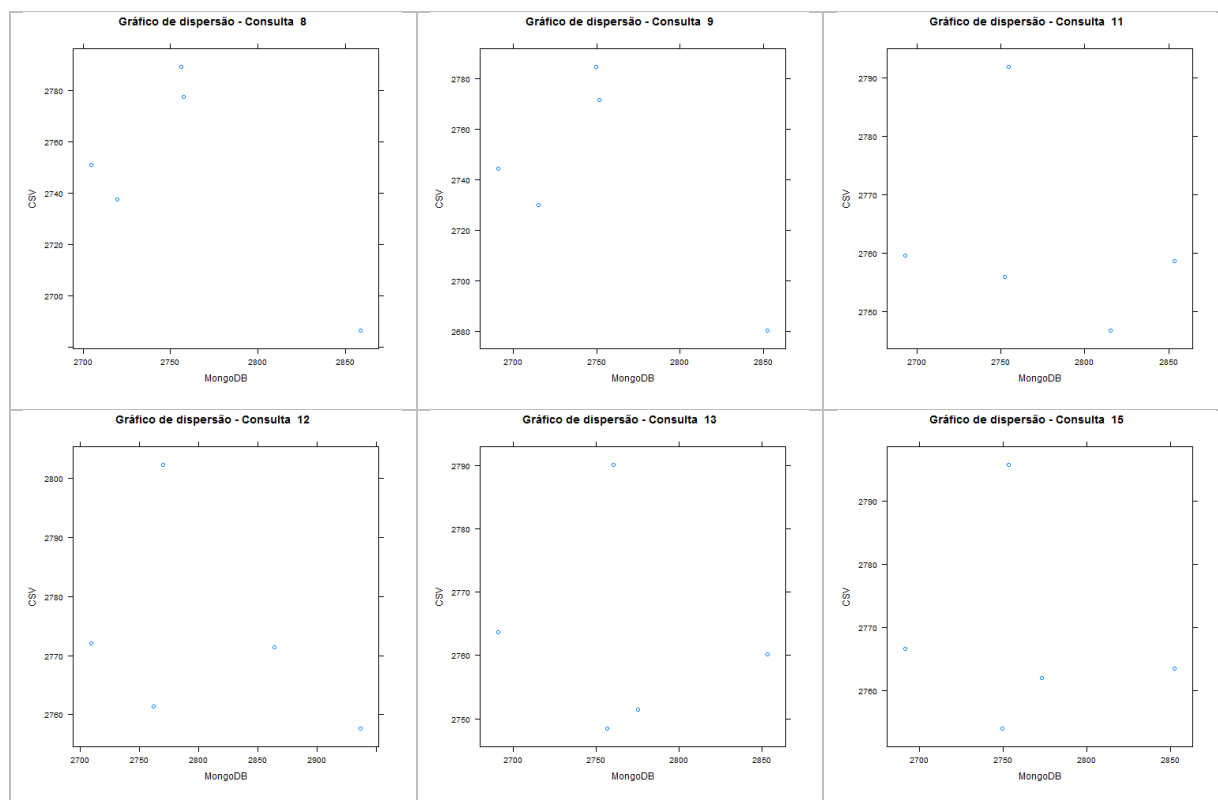 Gráfico de dispersão - Consulta 8
2780
2760
2740
2720
2700
CSV
2700 2750 2800 2850
MongoDB
Gráfico de dispersão - Consulta 9
2780
2760
2740
2720
2700
2680
CSV
2700 2750 2800 2850
MongoDB
Gráfico de dispersão - Consulta 11
2790
2780
2770
2760
2750
CSV
2700 2750 2800 2850
MongoDB
Gráfico de dispersão - Consulta 12
2800
2790
2780
2770
2760
CSV
2700 2750 2800 2850 2900
MongoDB
Gráfico de dispersão - Consulta 13
2790
2780
2770
2760
2750
CSV
2700 2750 2800 2850
MongoDB
Gráfico de dispersão - Consulta 15
2790
2780
2770
2760
CSV
2700 2750 2800 2850
MongoDB